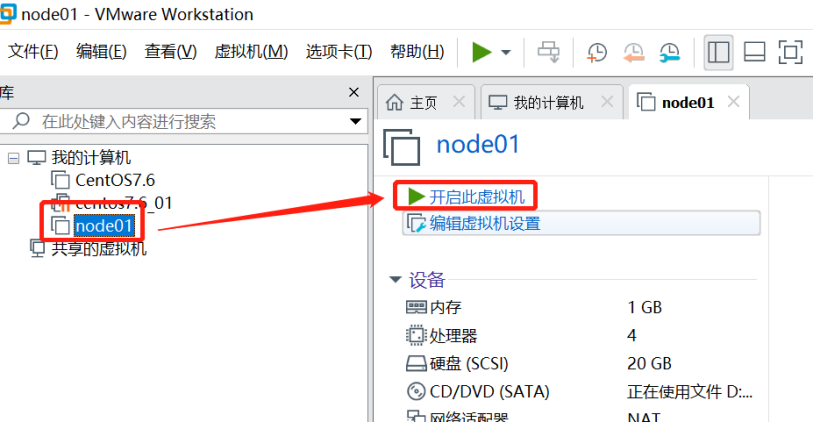 node01 - VMware Workstation
文件(F) 编辑(E) 查看(V) 虚拟机(M) 选项卡(T) 帮助(H)
库
在此处键入内容进行搜索
我的计算机
CentOS7.6
centos7.6_01
node01
共享的虚拟机
主页 我的计算机 node01
node01
开启此虚拟机
编辑虚拟机设置
设备
内存 1 GB
处理器 4
硬盘 (SCSI) 20 GB
CD/DVD (SATA) 正在使用文件 D:...
网络适配器 NAT